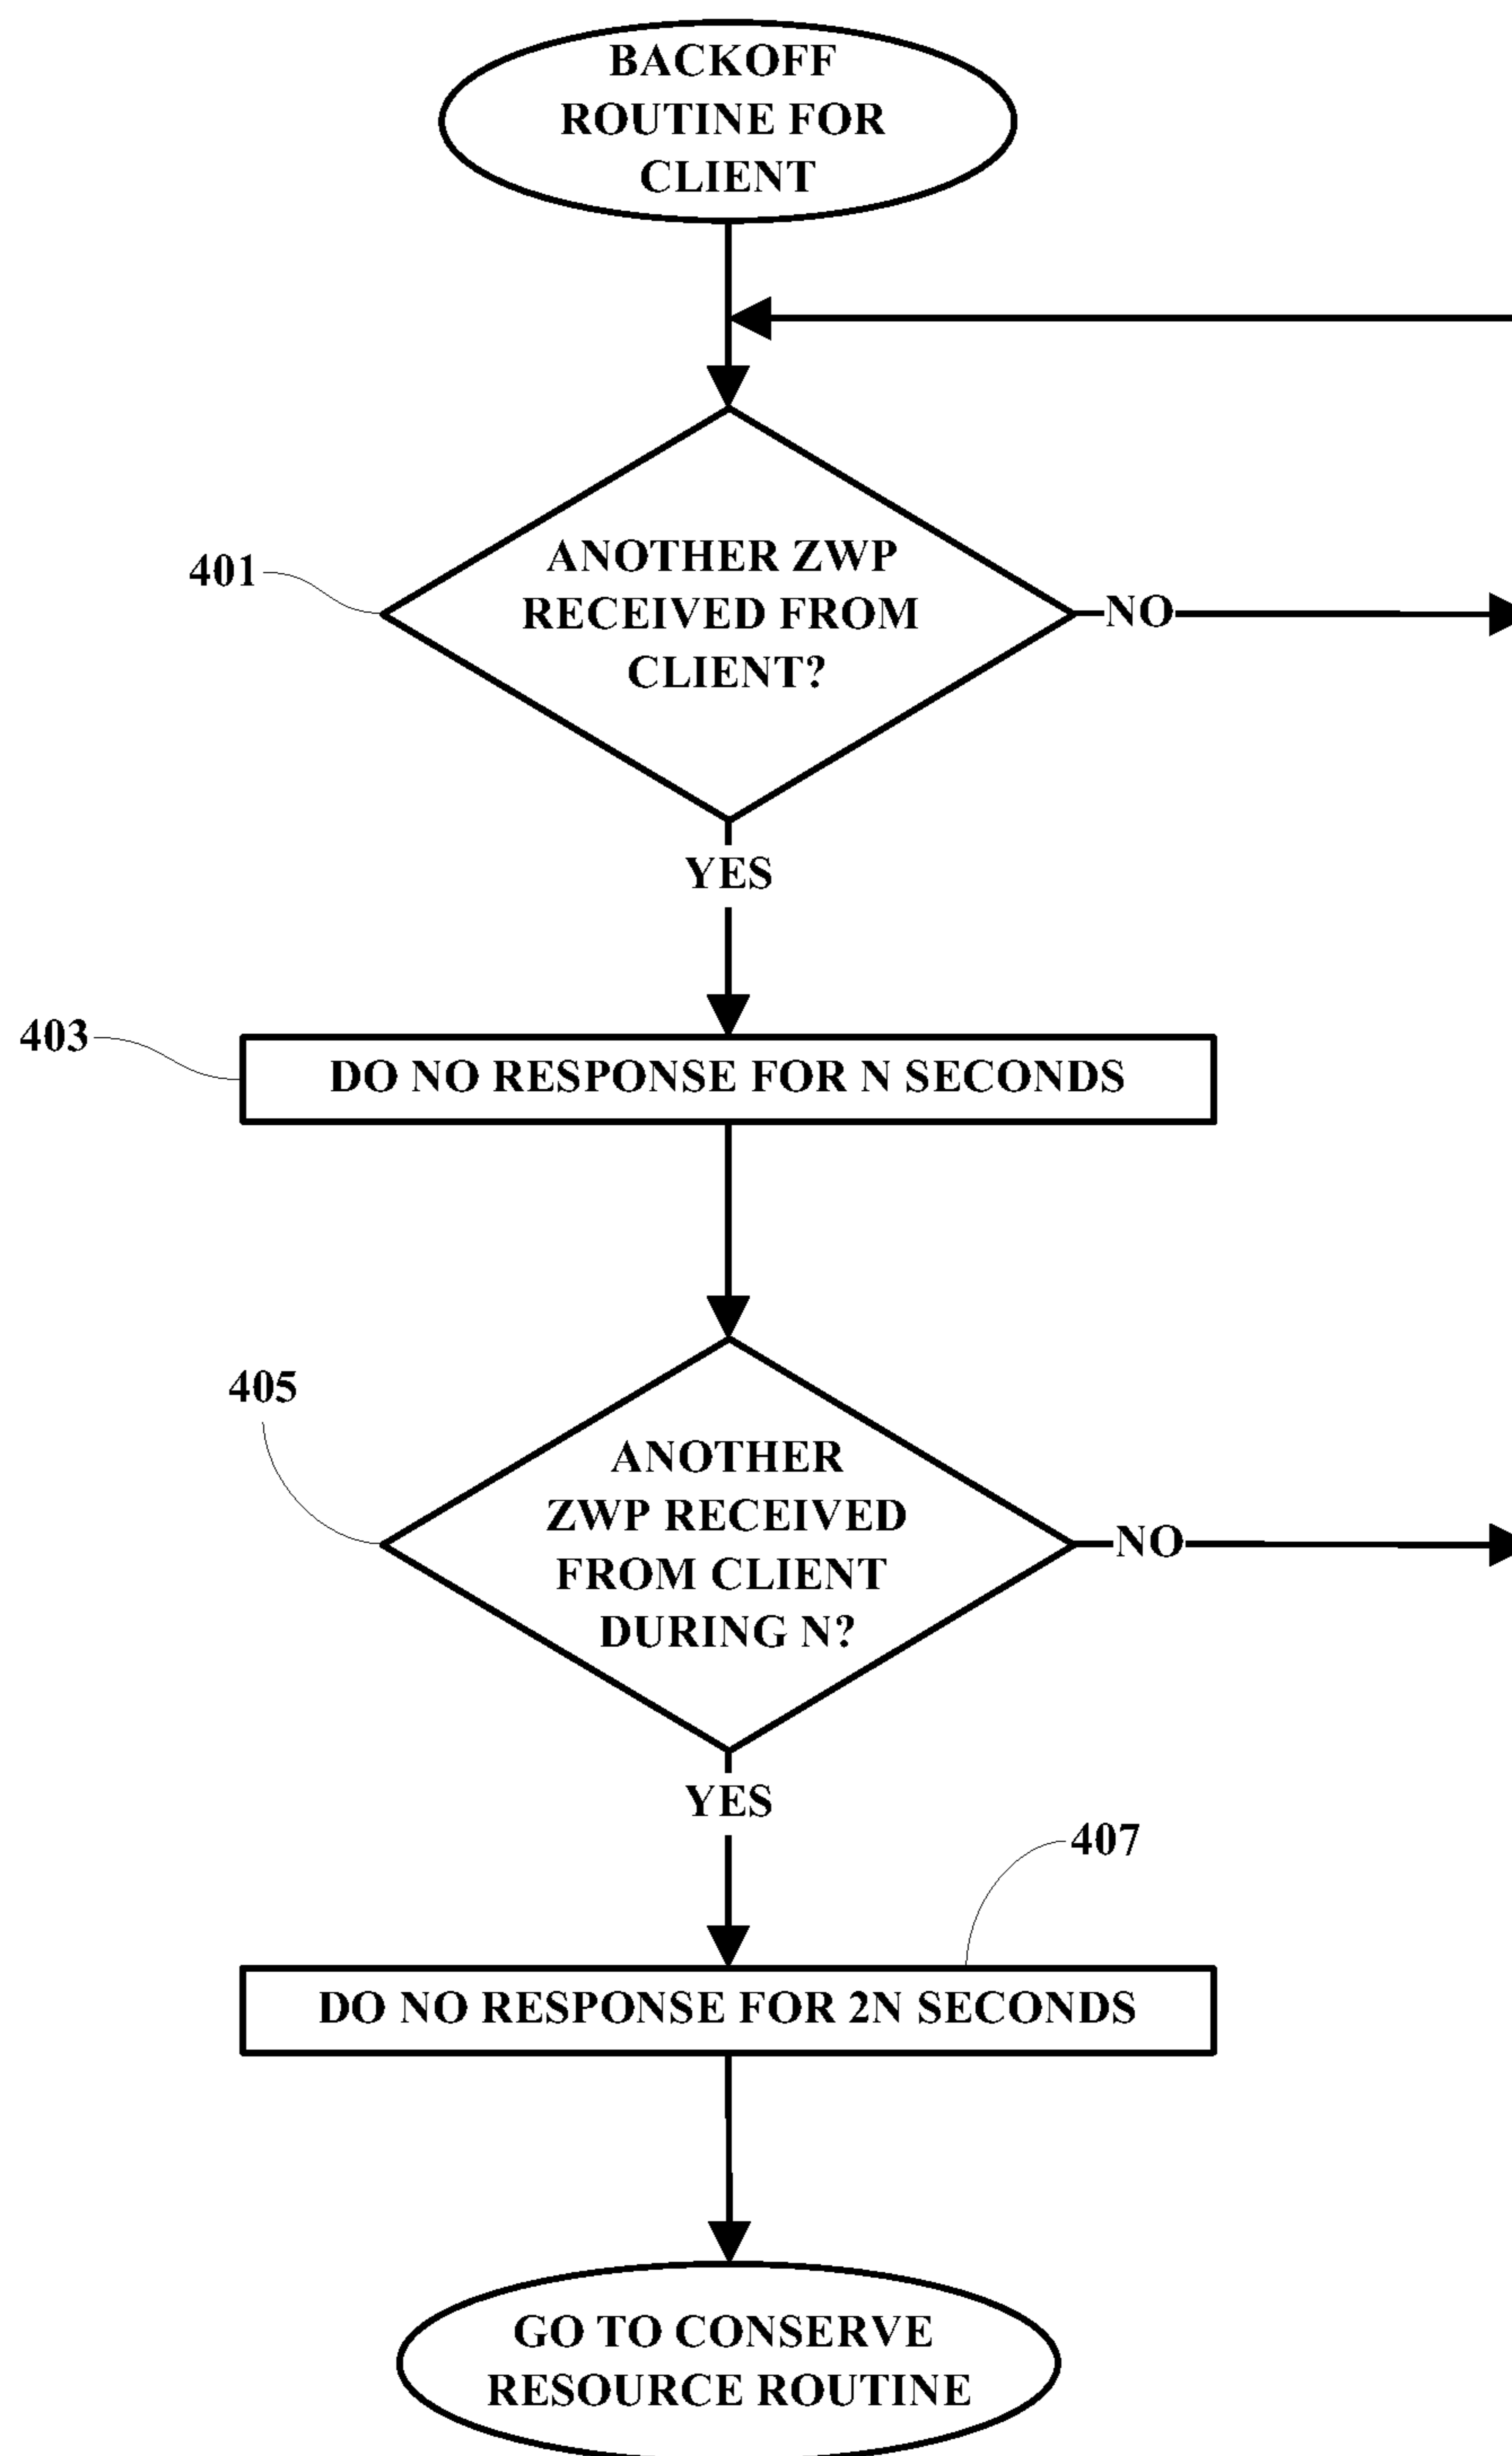 BACKOFF
ROUTINE FOR
CLIENT
401
ANOTHER ZWP
RECEIVED FROM
CLIENT?
NO
YES
403
DO NO RESPONSE FOR N SECONDS
405
ANOTHER
ZWP RECEIVED
FROM CLIENT
DURING N?
NO
YES
407
DO NO RESPONSE FOR 2N SECONDS
GO TO CONSERVE
RESOURCE ROUTINE